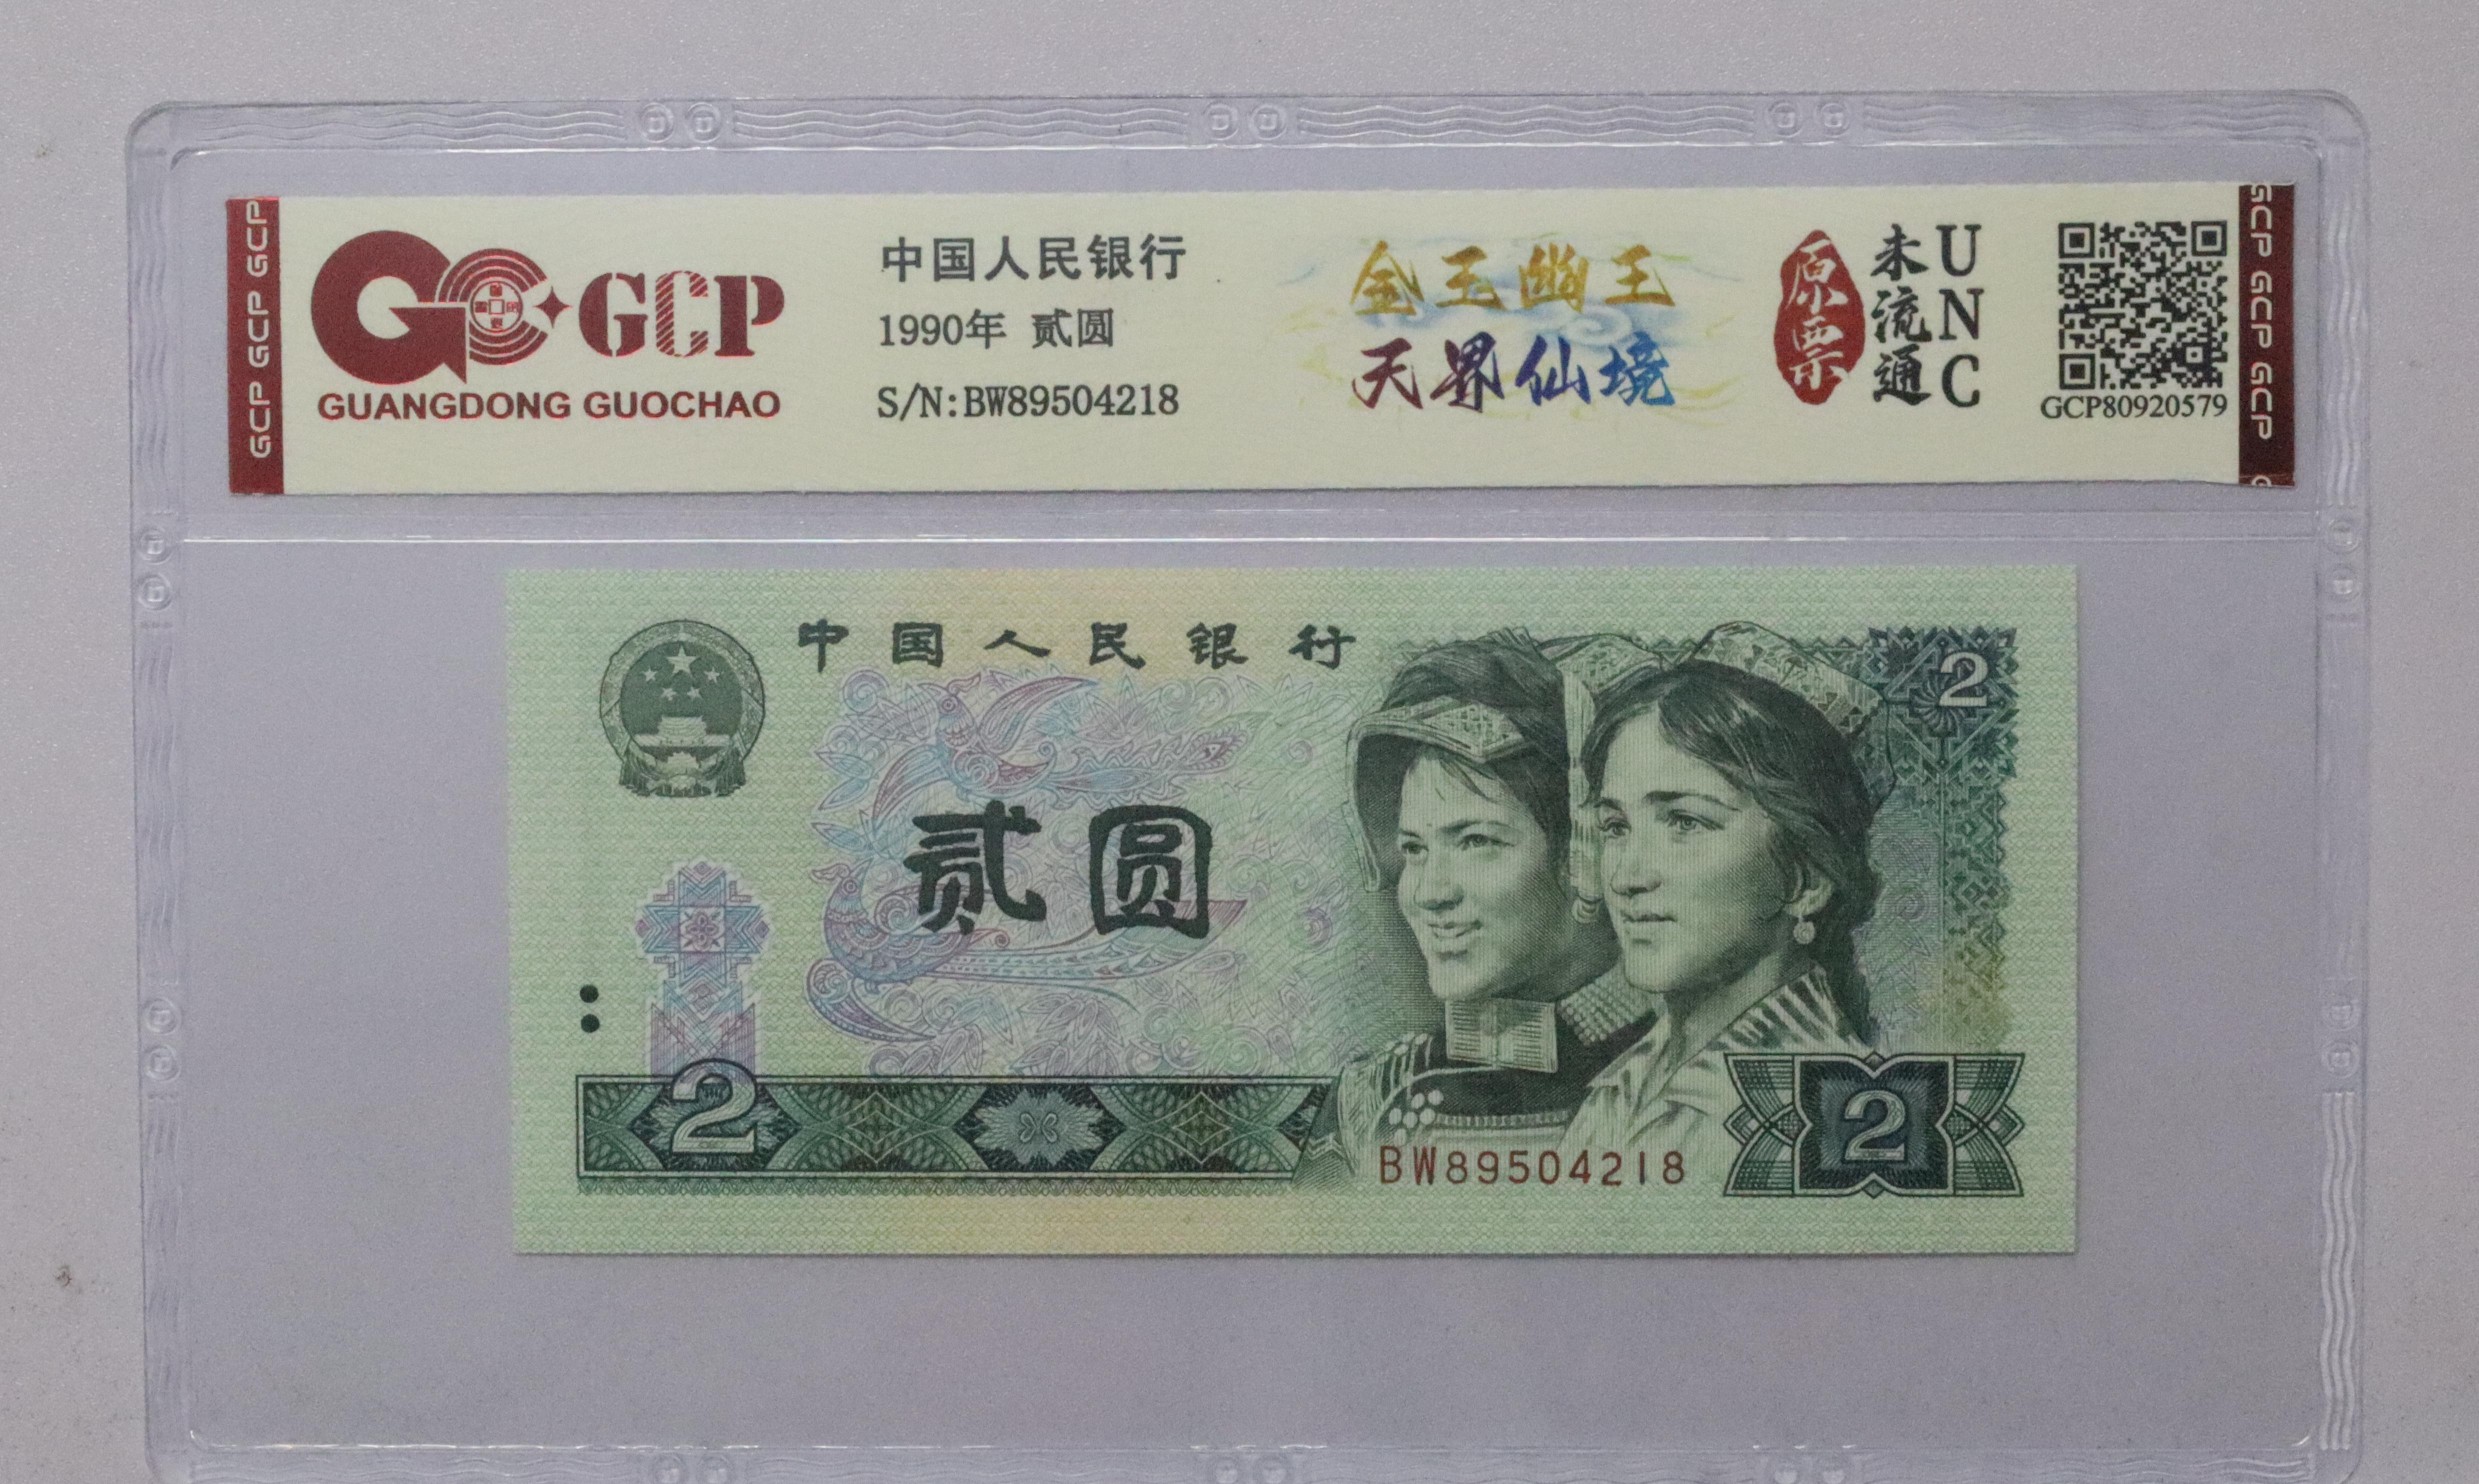 GCP GCP GCP
GCP
GUANGDONG GUOCHAO
中国人民银行
1990年 贰圆
S/N:BW89504218
金玉幽王
天界仙境
原票
未流通
UNC
GCP80920579
GCP GCP GCP
中国人民银行
2
贰圆
2
BW89504218
2